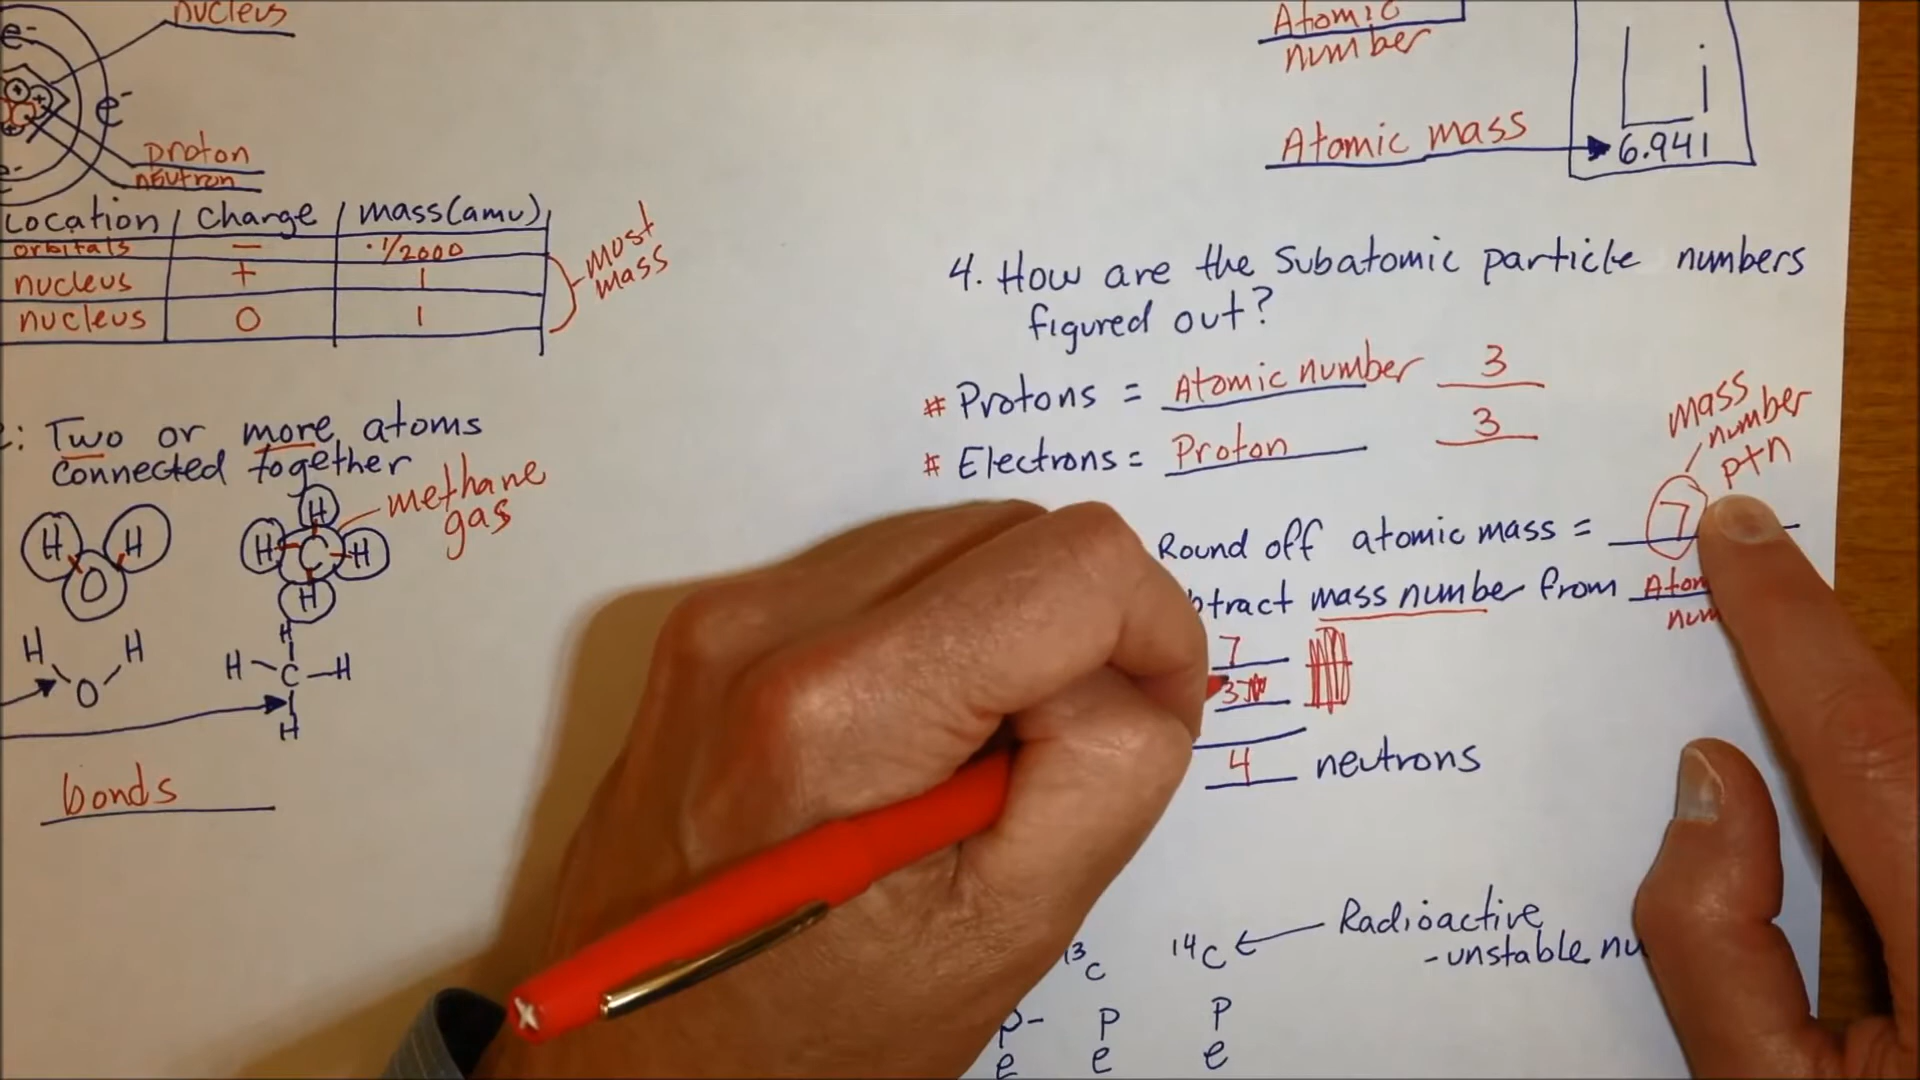 nucleus
e-
e-
e-
proton
neutron
Location Charge mass(amu)
orbitals - 1/2000
nucleus + 1
nucleus 0 1
most
mass
Two or more atoms
connected together
methane
gas
H H
O
H
H C H
H
H H
O
H
H C H
H
bonds
Atomic
number
Li
Atomic mass
6.941
4. How are the Subatomic particle numbers
figured out?
# Protons = Atomic number 3
# Electrons = Proton 3
mass
number
p+n
Round off atomic mass = 7
mass number from
7
3
4 neutrons
13C 14C
Radioactive
- unstable
p- p p
e e e